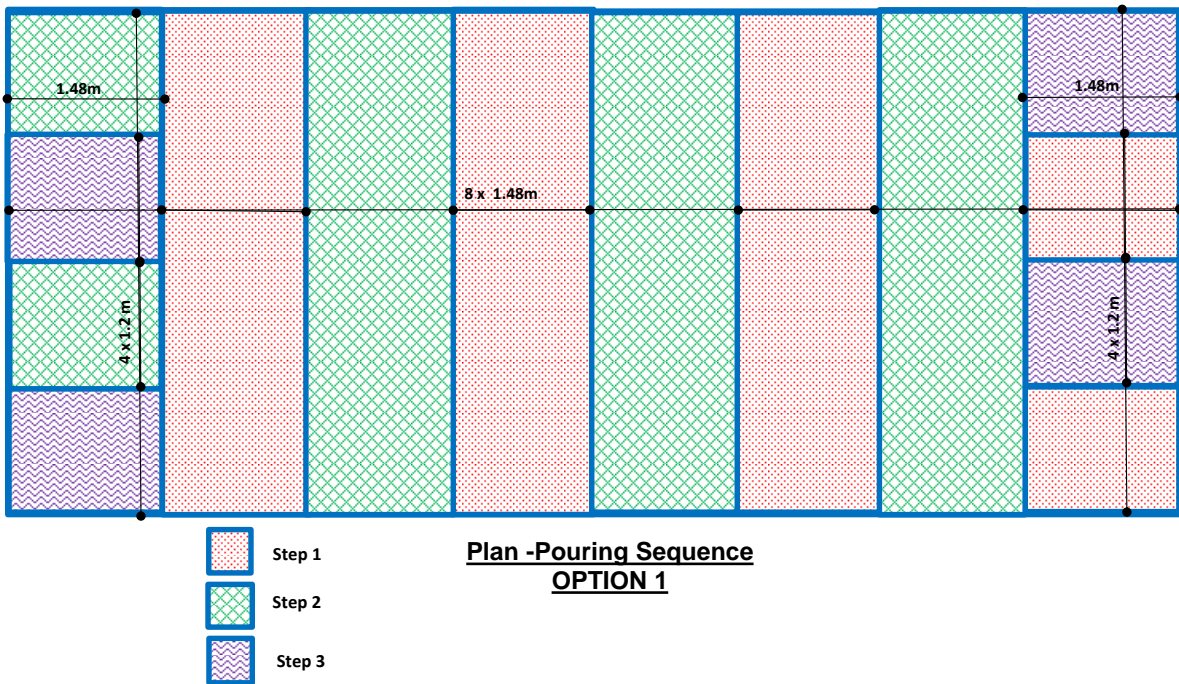 1.48m
1.48m
8 x  1.48m
4 x 1.2 m
4 x 1.2 m
Step 1
Step 2
Step 3
Plan -Pouring Sequence
OPTION 1